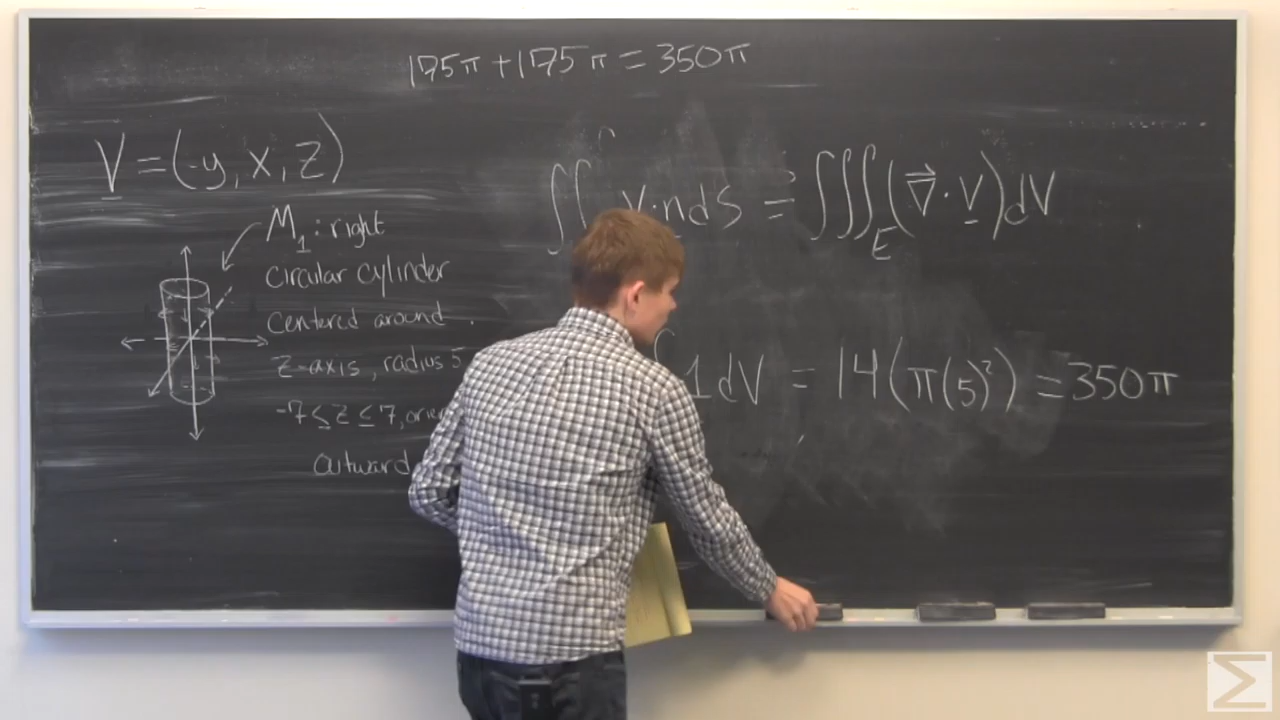 175π + 175π = 350π
V = (-y, x, z)
M₁: right
circular cylinder
centered around
z-axis, radius 5
-7 ≤ z ≤ 7,
outward
∬ V·n dS = ∭_E (∇⃗·V) dV
1 dV = 14(π(5)²) = 350π
Σ